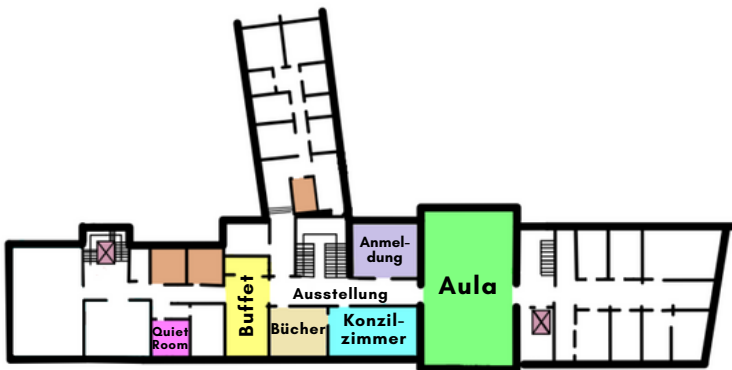 Anmel-
dung
Aula
Ausstellung
Buffet
Bücher
Konzil-
zimmer
Quiet
Room